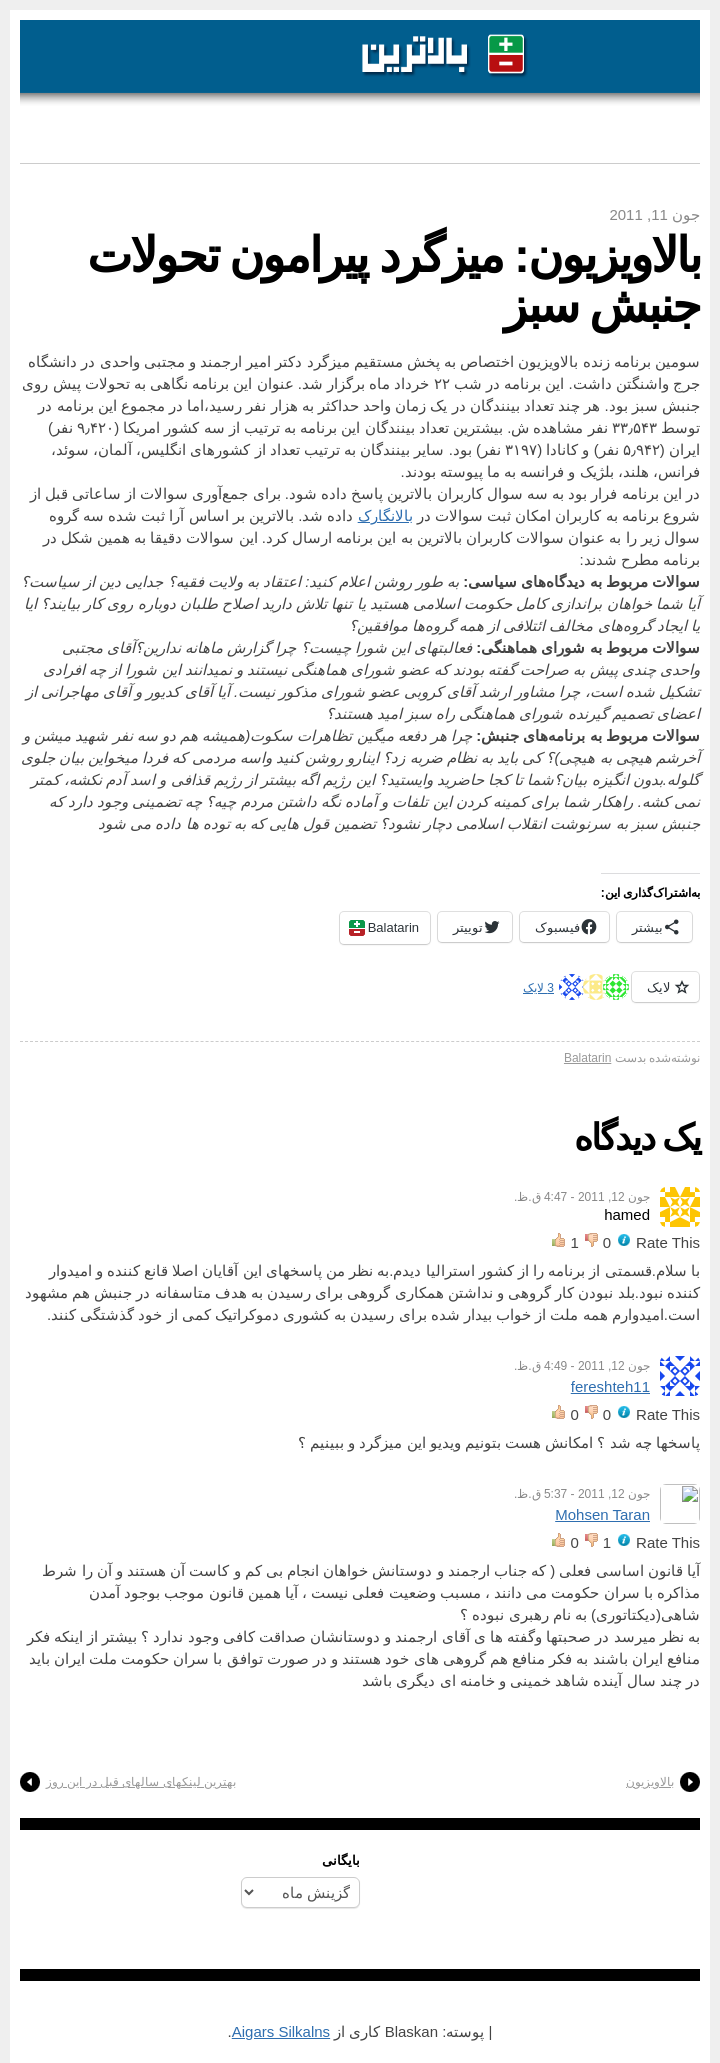 بالاترین
جون 11, 2011
بالاویزیون: میزگرد پیرامون تحولات
جنبش سبز
سومین برنامه زنده بالاویزیون اختصاص به پخش مستقیم میزگرد دکتر امیر ارجمند و مجتبی واحدی در دانشگاه
جرج واشنگتن داشت. این برنامه در شب ۲۲ خرداد ماه برگزار شد. عنوان این برنامه نگاهی به تحولات پیش روی
جنبش سبز بود. هر چند تعداد بینندگان در یک زمان واحد حداکثر به هزار نفر رسید،اما در مجموع این برنامه در
توسط ۳۳٫۵۴۳ نفر مشاهده ش. بیشترین تعداد بینندگان این برنامه به ترتیب از سه کشور امریکا (۹٫۴۲۰ نفر)
ایران (۵٫۹۴۲ نفر) و کانادا (۳۱۹۷ نفر) بود. سایر بینندگان به ترتیب تعداد از کشورهای انگلیس، آلمان، سوئد،
فرانس، هلند، بلژیک و فرانسه به ما پیوسته بودند.
در این برنامه فرار بود به سه سوال کاربران بالاترین پاسخ داده شود. برای جمع‌آوری سوالات از ساعاتی قبل از
شروع برنامه به کاربران امکان ثبت سوالات در بالانگارک داده شد. بالاترین بر اساس آرا ثبت شده سه گروه
سوال زیر را به عنوان سوالات کاربران بالاترین به این برنامه ارسال کرد. این سوالات دقیقا به همین شکل در
برنامه مطرح شدند:
سوالات مربوط به دیدگاه‌های سیاسی: به طور روشن اعلام کنید: اعتقاد به ولایت فقیه؟ جدایی دین از سیاست؟
آیا شما خواهان براندازی کامل حکومت اسلامی هستید یا تنها تلاش دارید اصلاح طلبان دوباره روی کار بیایند؟ ایا
یا ایجاد گروه‌های مخالف ائتلافی از همه گروه‌ها موافقین؟
سوالات مربوط به شورای هماهنگی: فعالیتهای این شورا چیست؟ چرا گزارش ماهانه ندارین؟آقای مجتبی
واحدی چندی پیش به صراحت گفته بودند که عضو شورای هماهنگی نیستند و نمیدانند این شورا از چه افرادی
تشکیل شده است، چرا مشاور ارشد آقای کروبی عضو شورای مذکور نیست. آیا آقای کدیور و آقای مهاجرانی از
اعضای تصمیم گیرنده شورای هماهنگی راه سبز امید هستند؟
سوالات مربوط به برنامه‌های جنبش: چرا هر دفعه میگین تظاهرات سکوت(همیشه هم دو سه نفر شهید میشن و
آخرشم هیچی به هیچی)؟ کی باید به نظام ضربه زد؟ اینارو روشن کنید واسه مردمی که فردا میخواین بیان جلوی
گلوله.بدون انگیزه بیان؟شما تا کجا حاضرید وایستید؟ این رژیم اگه بیشتر از رژیم قذافی و اسد آدم نکشه، کمتر
نمی کشه. راهکار شما برای کمینه کردن این تلفات و آماده نگه داشتن مردم چیه؟ چه تضمینی وجود دارد که
جنبش سبز به سرنوشت انقلاب اسلامی دچار نشود؟ تضمین قول هایی که به توده ها داده می شود
به‌اشتراک‌گذاری این:
بیشتر فیسبوک توییتر Balatarin
لایک 3 لایک
نوشته‌شده بدست Balatarin
یک دیدگاه
جون 12, 2011 - 4:47 ق.ظ.
hamed
1 0 Rate This
با سلام.قسمتی از برنامه را از کشور استرالیا دیدم.به نظر من پاسخهای این آقایان اصلا قانع کننده و امیدوار
کننده نبود.بلد نبودن کار گروهی و نداشتن همکاری گروهی برای رسیدن به هدف متاسفانه در جنبش هم مشهود
است.امیدوارم همه ملت از خواب بیدار شده برای رسیدن به کشوری دموکراتیک کمی از خود گذشتگی کنند.
جون 12, 2011 - 4:49 ق.ظ.
fereshteh11
0 0 Rate This
پاسخها چه شد ؟ امکانش هست بتونیم ویدیو این میزگرد و ببینیم ؟
جون 12, 2011 - 5:37 ق.ظ.
Mohsen Taran
0 1 Rate This
آیا قانون اساسی فعلی ( که جناب ارجمند و دوستانش خواهان انجام بی کم و کاست آن هستند و آن را شرط
مذاکره با سران حکومت می دانند ، مسبب وضعیت فعلی نیست ، آیا همین قانون موجب بوجود آمدن
شاهی(دیکتاتوری) به نام رهبری نبوده ؟
به نظر میرسد در صحبتها وگفته ها ی آقای ارجمند و دوستانشان صداقت کافی وجود ندارد ؟ بیشتر از اینکه فکر
منافع ایران باشند به فکر منافع هم گروهی های خود هستند و در صورت توافق با سران حکومت ملت ایران باید
در چند سال آینده شاهد خمینی و خامنه ای دیگری باشد
بالاویزیون بهترین لینکهای سالهای قبل در این روز
بایگانی
گزینش ماه
| پوسته: Blaskan کاری از Aigars Silkalns.